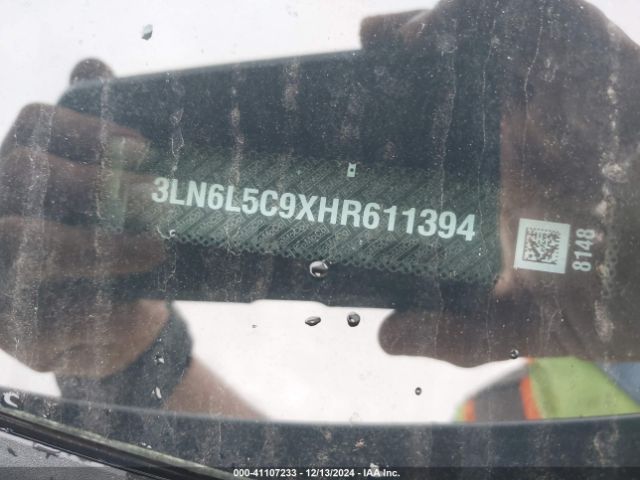 3LN6L5C9XHR611394
8148
000-41107233 - 12/13/2024 - IAA Inc.